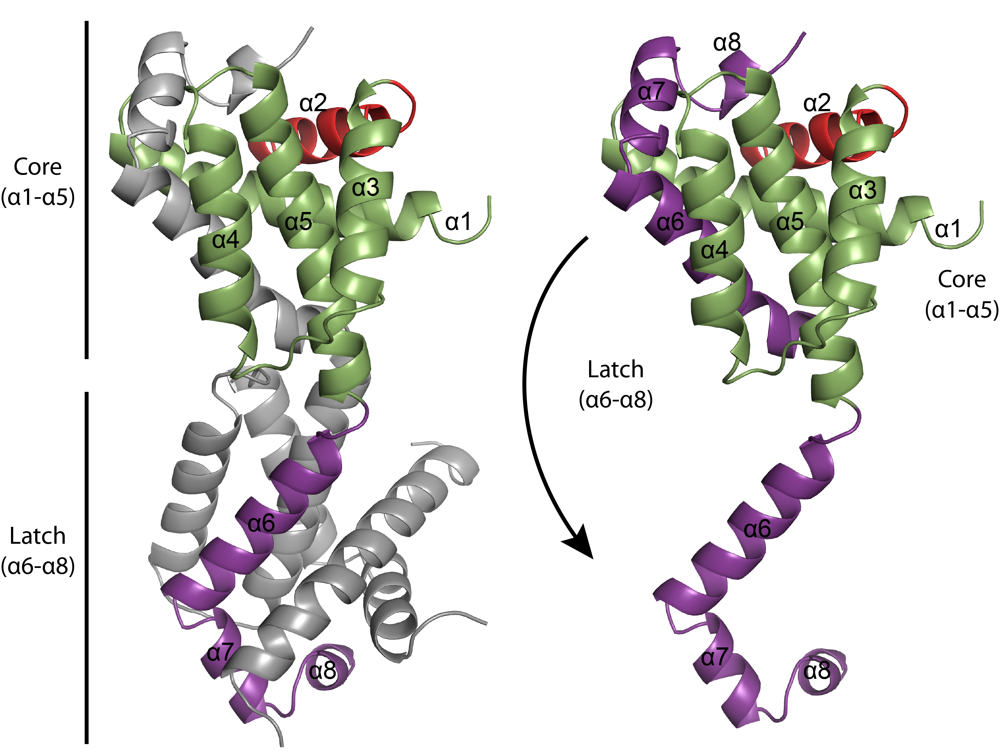 α2
Core
(α1-α5)
α3
α5
α1
α4
Latch
(α6-α8)
α6
α7
α8
α8
α7
α2
α3
α6
α5
α1
α4
Core
(α1-α5)
Latch
(α6-α8)
α6
α7
α8